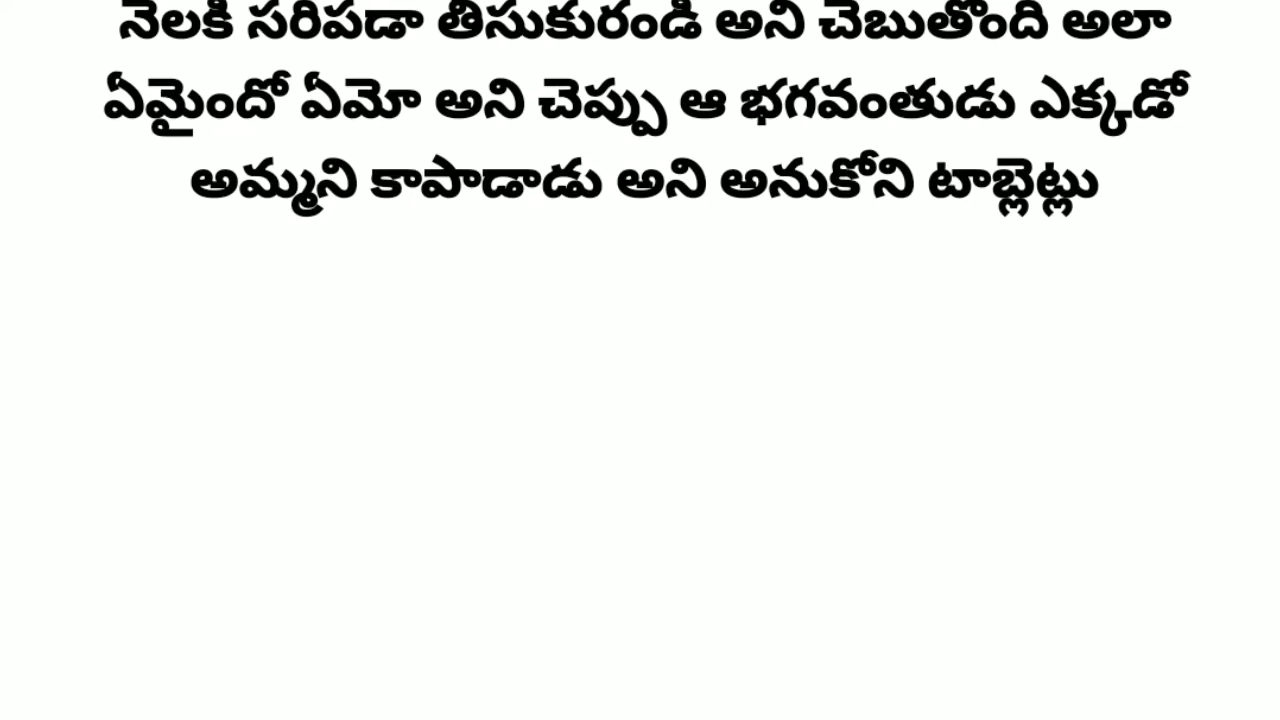 నెలకి సరిపడా తీసుకురండి అని చెబుతోంది అలా
ఏమైందో ఏమో అని చెప్పు ఆ భగవంతుడు ఎక్కడో
అమ్మని కాపాడాడు అని అనుకోని టాబ్లెట్లు